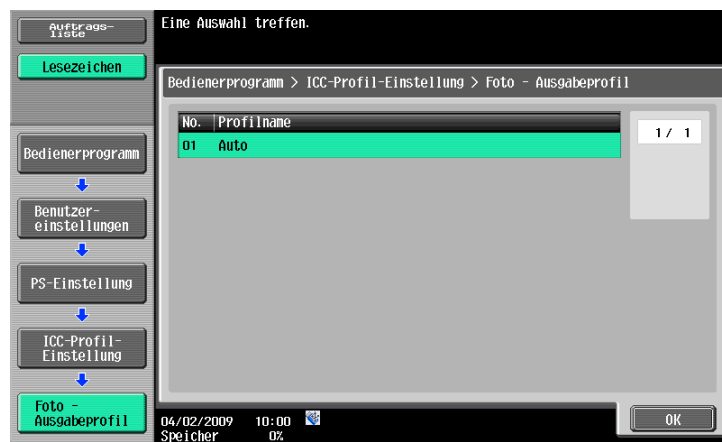 Auftrags-
liste
Lesezeichen
Bedienerprogramm
Benutzer-
einstellungen
PS-Einstellung
ICC-Profil-
Einstellung
Foto -
Ausgabeprofil
Eine Auswahl treffen.
Bedienerprogramm > ICC-Profil-Einstellung > Foto - Ausgabeprofil
No. Profilname
01 Auto
1/ 1
04/02/2009 10:00
Speicher 0%
OK